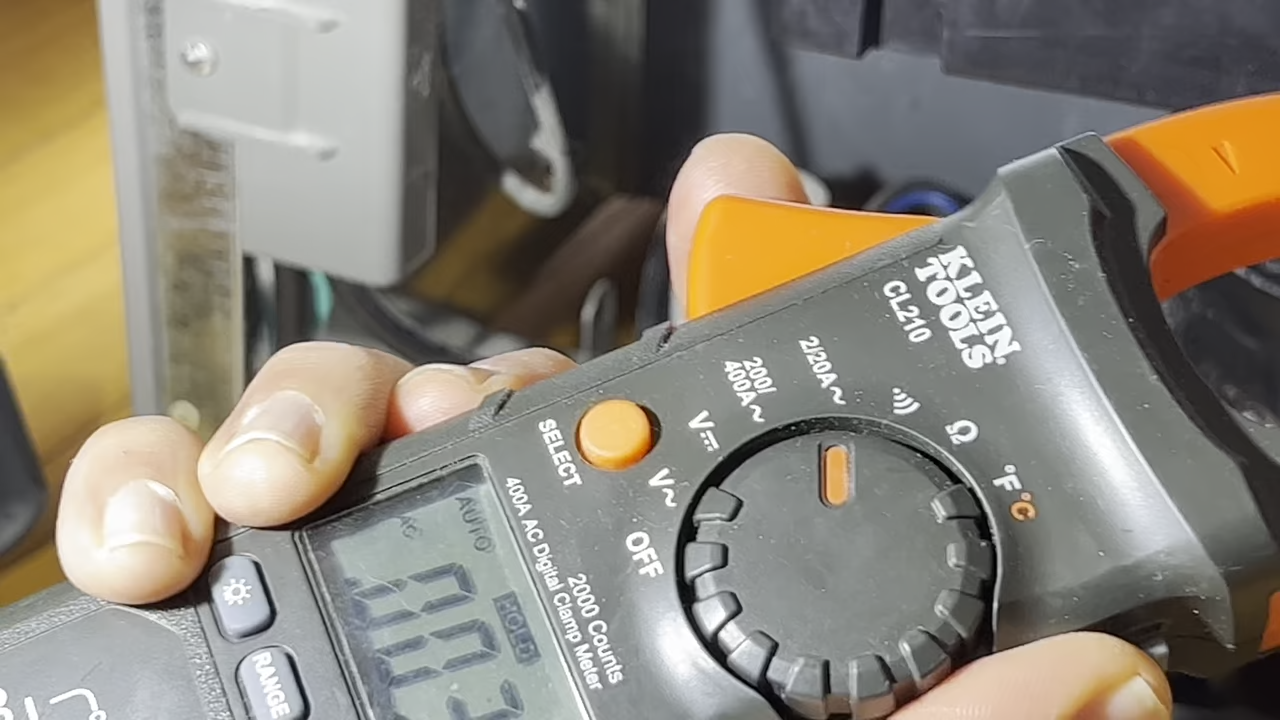 KLEIN
TOOLS®
CL210
2/20A~
200/
400A~
V⎓
V~
OFF
Ω
°F°C
SELECT
400A AC Digital Clamp Meter
2000 Counts
AUTO
AC
HOLD
RANGE